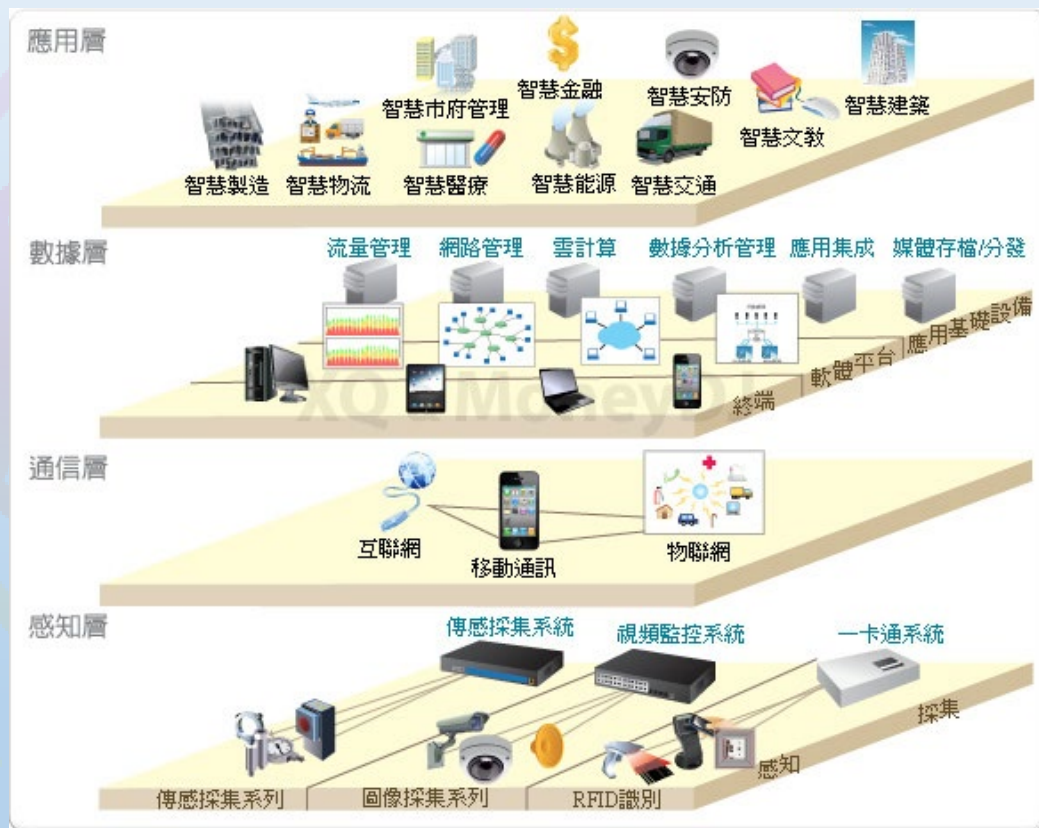 應用層
智慧市府管理
智慧金融
智慧安防
智慧文教
智慧建築
智慧製造
智慧物流
智慧醫療
智慧能源
智慧交通
數據層
流量管理
網路管理
雲計算
數據分析管理
應用集成
媒體存檔/分發
應用基礎設備
軟體平台
終端
通信層
互聯網
移動通訊
物聯網
感知層
傳感採集系統
視頻監控系統
一卡通系統
採集
感知
傳感採集系列
圖像採集系列
RFID識別